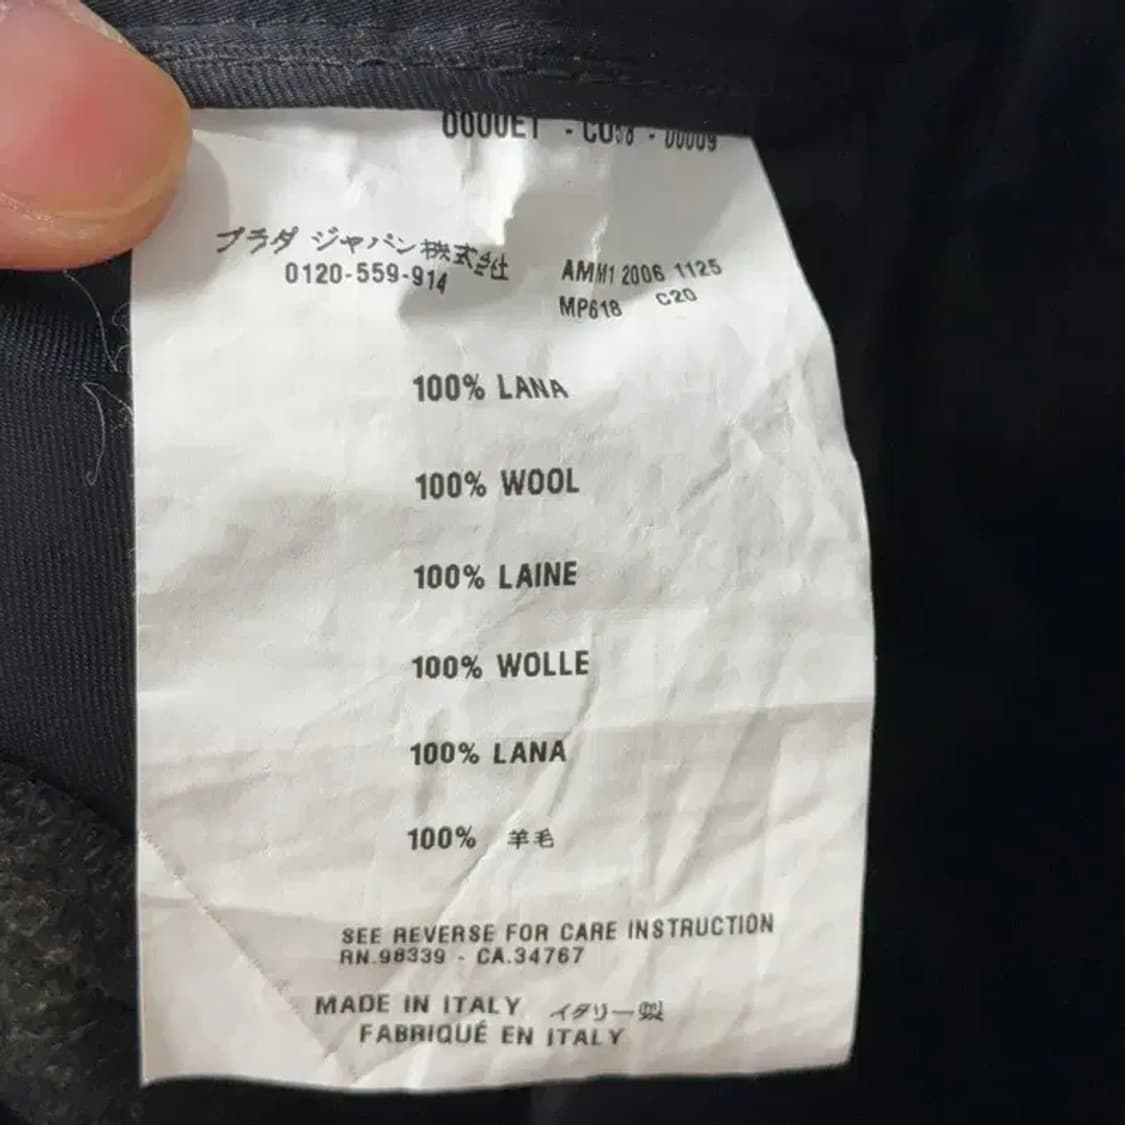 プラダ ジャパン株式会社
0120-559-914
AMM1 2006 1125
MP618 C20
100% LANA
100% WOOL
100% LAINE
100% WOLLE
100% LANA
100% 羊毛
SEE REVERSE FOR CARE INSTRUCTION
RN.98339 - CA.34767
MADE IN ITALY イタリー製
FABRIQUÉ EN ITALY